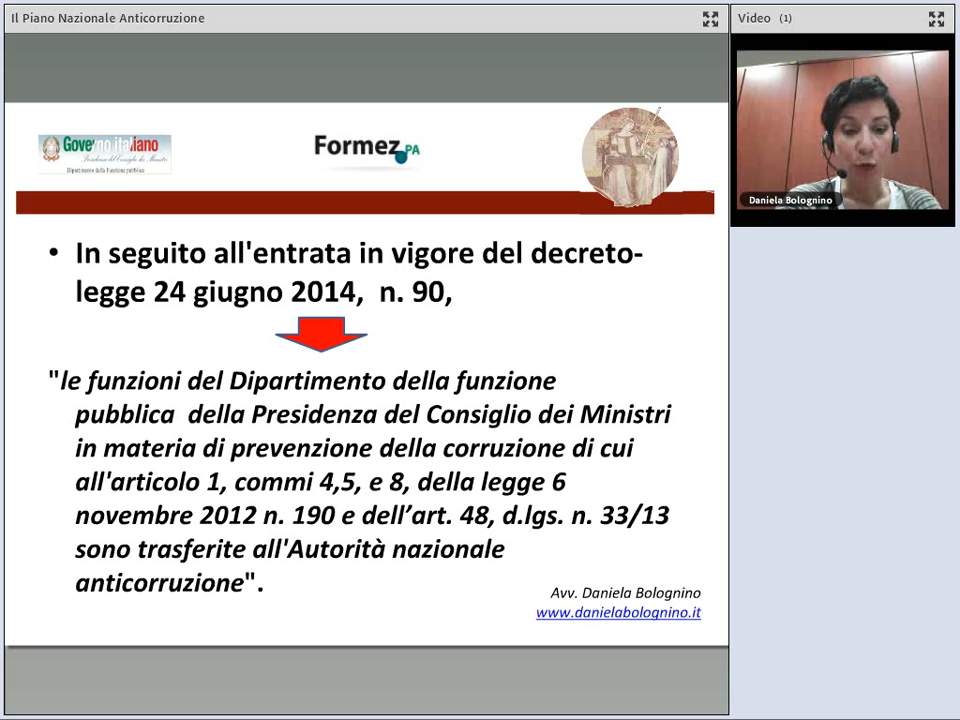 Il Piano Nazionale Anticorruzione
Video (1)
Governo italiano
Presidenza del Consiglio dei Ministri
Dipartimento della Funzione pubblica
Formez PA
Daniela Bolognino
• In seguito all'entrata in vigore del decreto-
legge 24 giugno 2014, n. 90,
"le funzioni del Dipartimento della funzione
pubblica della Presidenza del Consiglio dei Ministri
in materia di prevenzione della corruzione di cui
all'articolo 1, commi 4,5, e 8, della legge 6
novembre 2012 n. 190 e dell’art. 48, d.lgs. n. 33/13
sono trasferite all'Autorità nazionale
anticorruzione".
Avv. Daniela Bolognino
www.danielabolognino.it